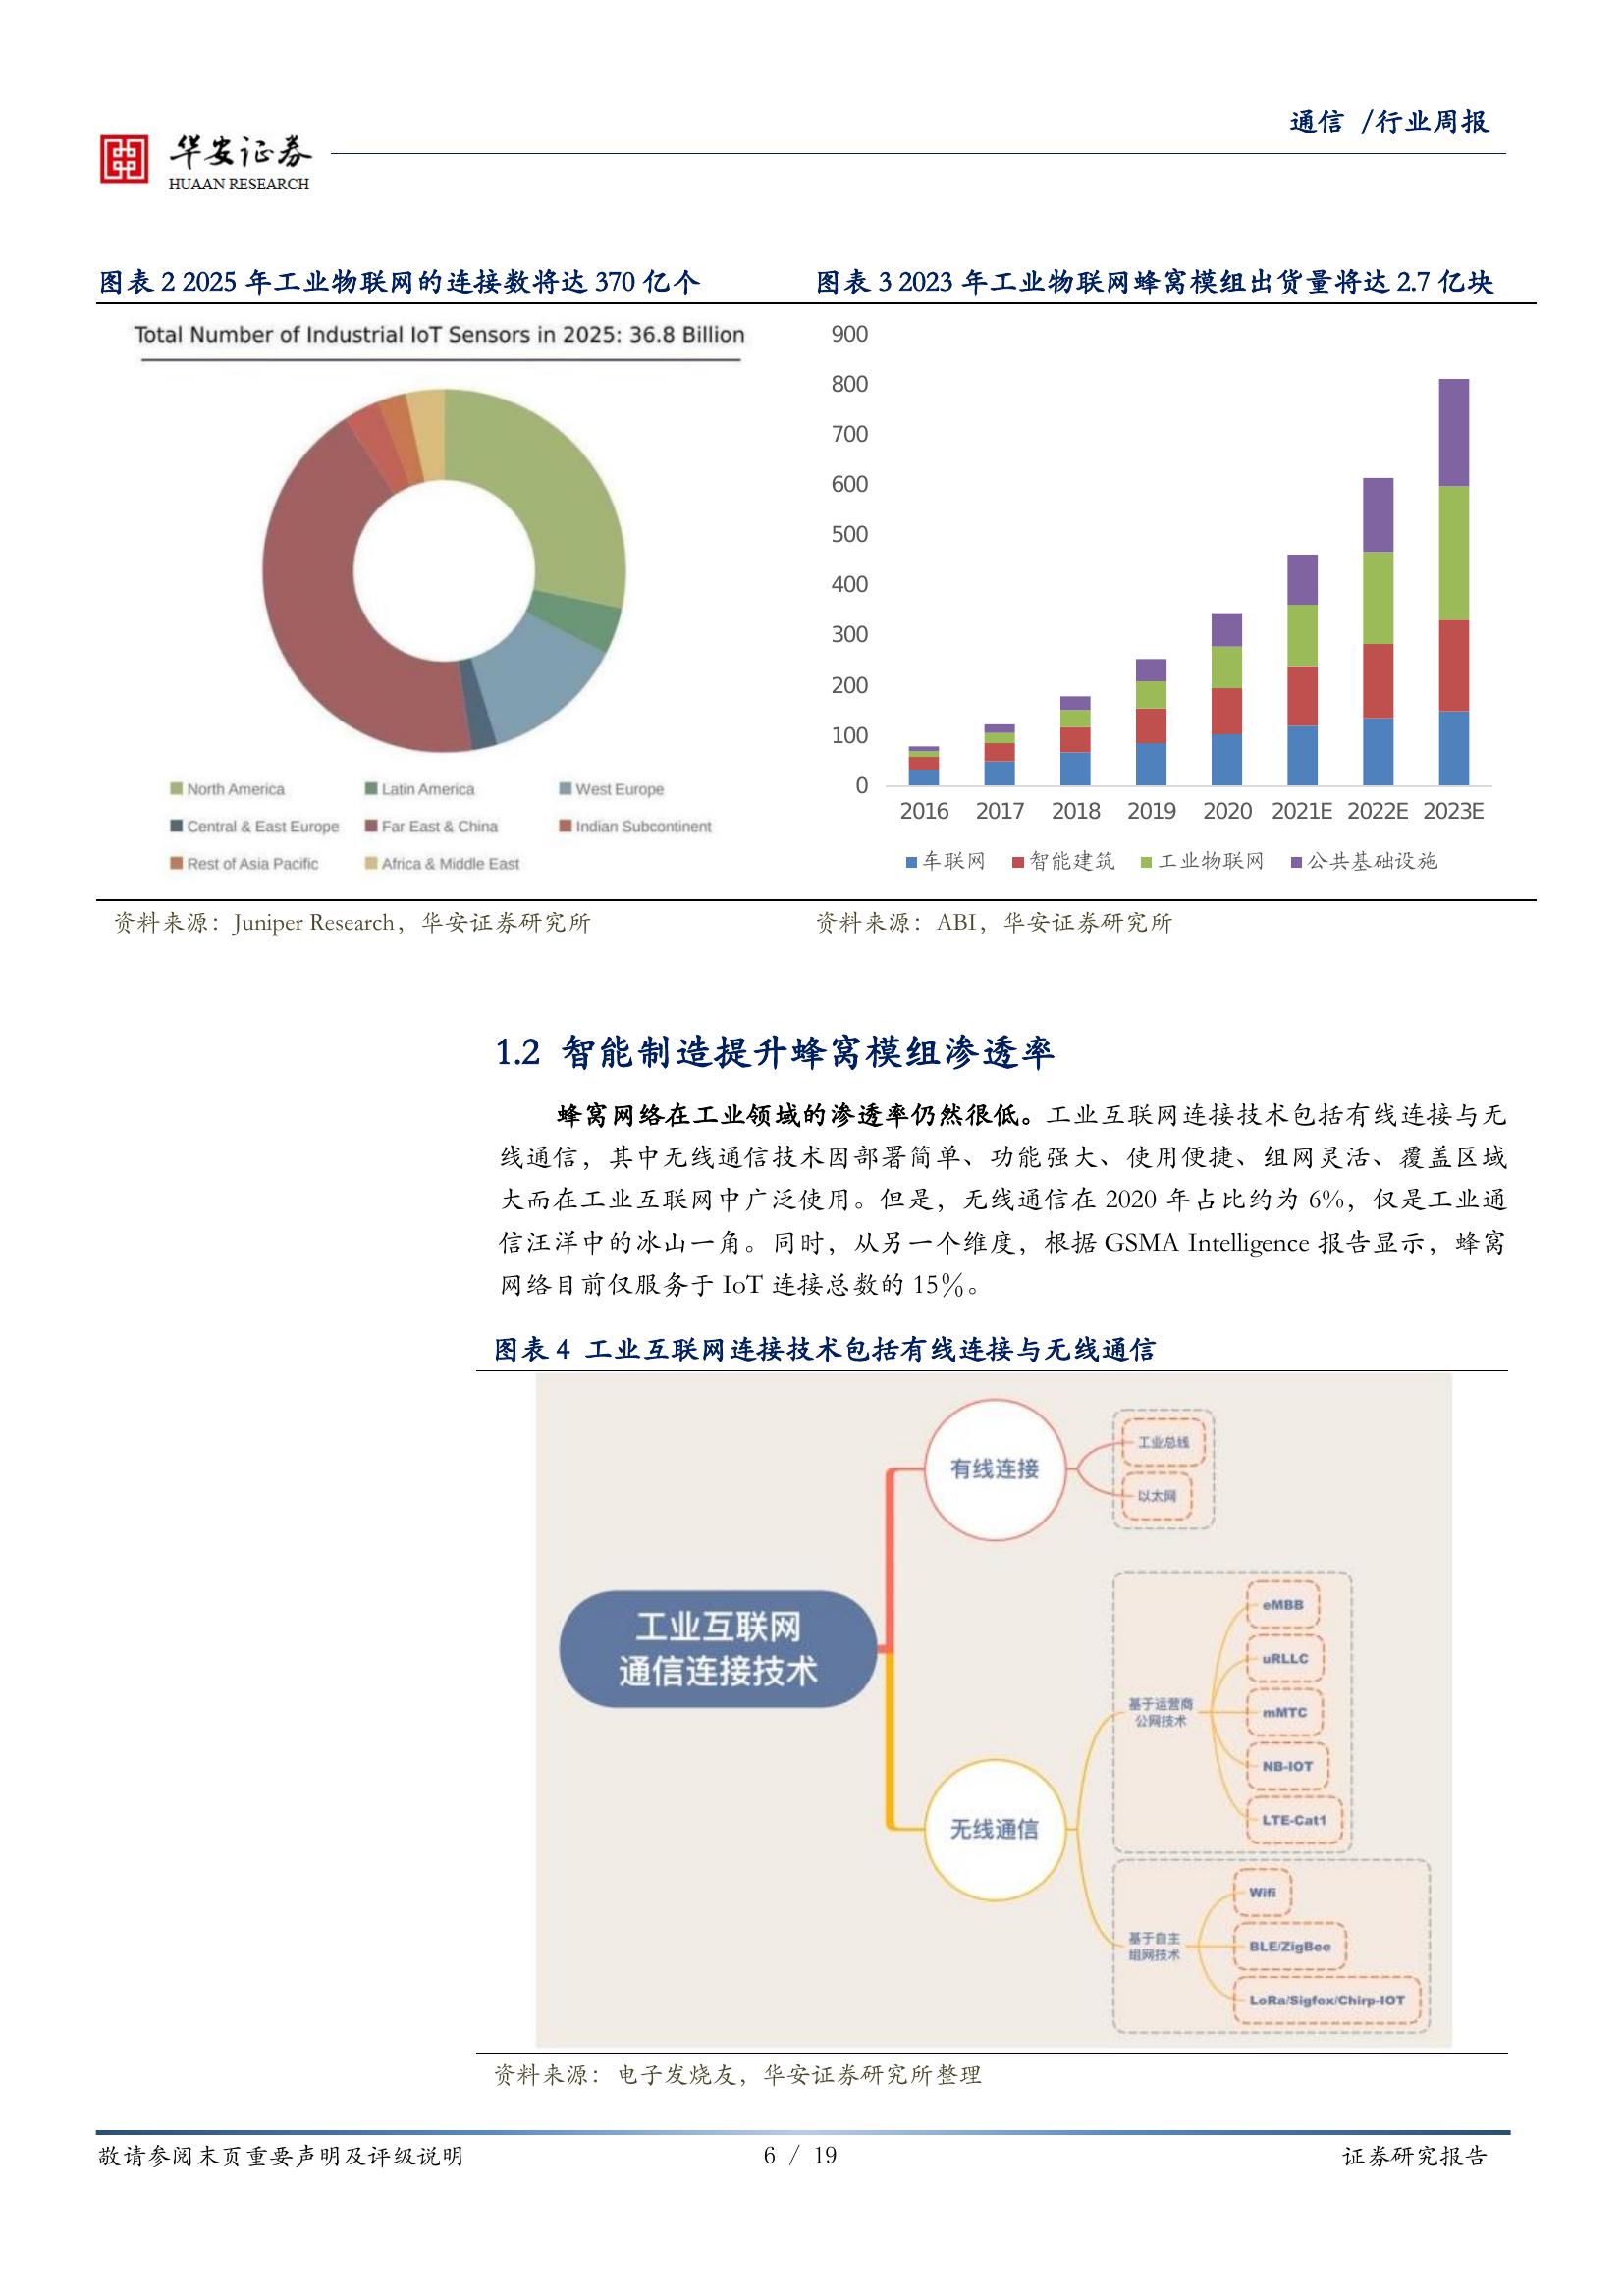 通信 /行业周报
华安证券
HUAAN RESEARCH
图表 2 2025 年工业物联网的连接数将达 370 亿个
Total Number of Industrial IoT Sensors in 2025: 36.8 Billion
North America
Latin America
West Europe
Central & East Europe
Far East & China
Indian Subcontinent
Rest of Asia Pacific
Africa & Middle East
资料来源：Juniper Research，华安证券研究所
图表 3 2023 年工业物联网蜂窝模组出货量将达 2.7 亿块
900
800
700
600
500
400
300
200
100
0
2016 2017 2018 2019 2020 2021E 2022E 2023E
车联网 智能建筑 工业物联网 公共基础设施
资料来源：ABI，华安证券研究所
1.2 智能制造提升蜂窝模组渗透率
蜂窝网络在工业领域的渗透率仍然很低。工业互联网连接技术包括有线连接与无
线通信，其中无线通信技术因部署简单、功能强大、使用便捷、组网灵活、覆盖区域
大而在工业互联网中广泛使用。但是，无线通信在 2020 年占比约为 6%，仅是工业通
信汪洋中的冰山一角。同时，从另一个维度，根据 GSMA Intelligence 报告显示，蜂窝
网络目前仅服务于 IoT 连接总数的 15%。
图表 4 工业互联网连接技术包括有线连接与无线通信
工业互联网
通信连接技术
有线连接
工业总线
以太网
无线通信
基于运营商
公网技术
eMBB
uRLLC
mMTC
NB-IOT
LTE-Cat1
基于自主
组网技术
Wifi
BLE/ZigBee
LoRa/Sigfox/Chirp-IOT
资料来源：电子发烧友，华安证券研究所整理
敬请参阅末页重要声明及评级说明
6 / 19
证券研究报告